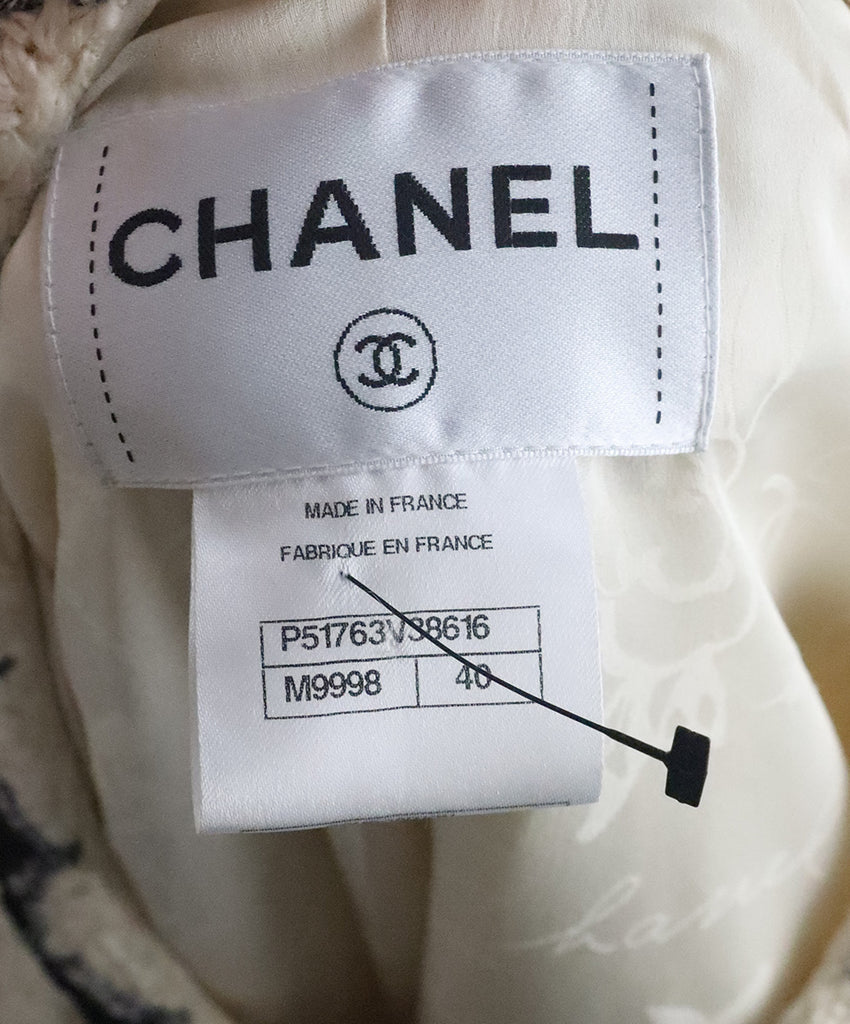 CHANEL
MADE IN FRANCE
FABRIQUE EN FRANCE
P51763V38616
M9998 40